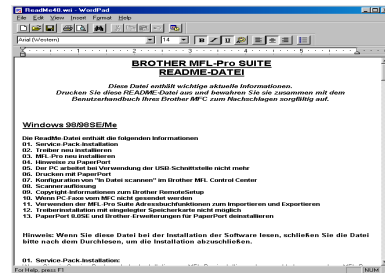 ReadMe40.wri - WordPad
File Edit View Insert Format Help
Arial (Western) 14
BROTHER MFL-Pro SUITE
README-DATEI
Diese Datei enthält wichtige aktuelle Informationen.
Drucken Sie diese README-Datei aus und bewahren Sie sie zusammen mit dem
Benutzerhandbuch Ihres Brother MFC zum Nachschlagen sorgfältig auf.
Windows 98/98SE/Me
Die ReadMe-Datei enthält die folgenden Informationen
01. Service-Pack-Installation
02. Treiber neu installieren
03. MFL-Pro neu installieren
04. Hinweise zu PaperPort
05. Der PC arbeitet bei Verwendung der USB-Schnittstelle nicht mehr
06. Drucken mit PaperPort
07. Konfiguration von "In Datei scannen" im Brother MFL Control Center
08. Scannerauflösung
09. Copyright-Informationen zum Brother RemoteSetup
10. Wenn PC-Faxe vom MFC nicht gesendet werden
11. Verwenden der MFL-Pro Suite Adressbuchfunktionen zum Importieren und Exportieren
12. Treiberinstallation mit eingelegter Speicherkarte nicht möglich
13. PaperPort 8.0SE und Brother-Erweiterungen für PaperPort deinstallieren
Hinweis: Wenn Sie diese Datei bei der Installation der Software lesen, schließen Sie die Datei
bitte nach dem Durchlesen, um die Installation abzuschließen.
01. Service-Pack-Installation:
For Help, press F1 NUM